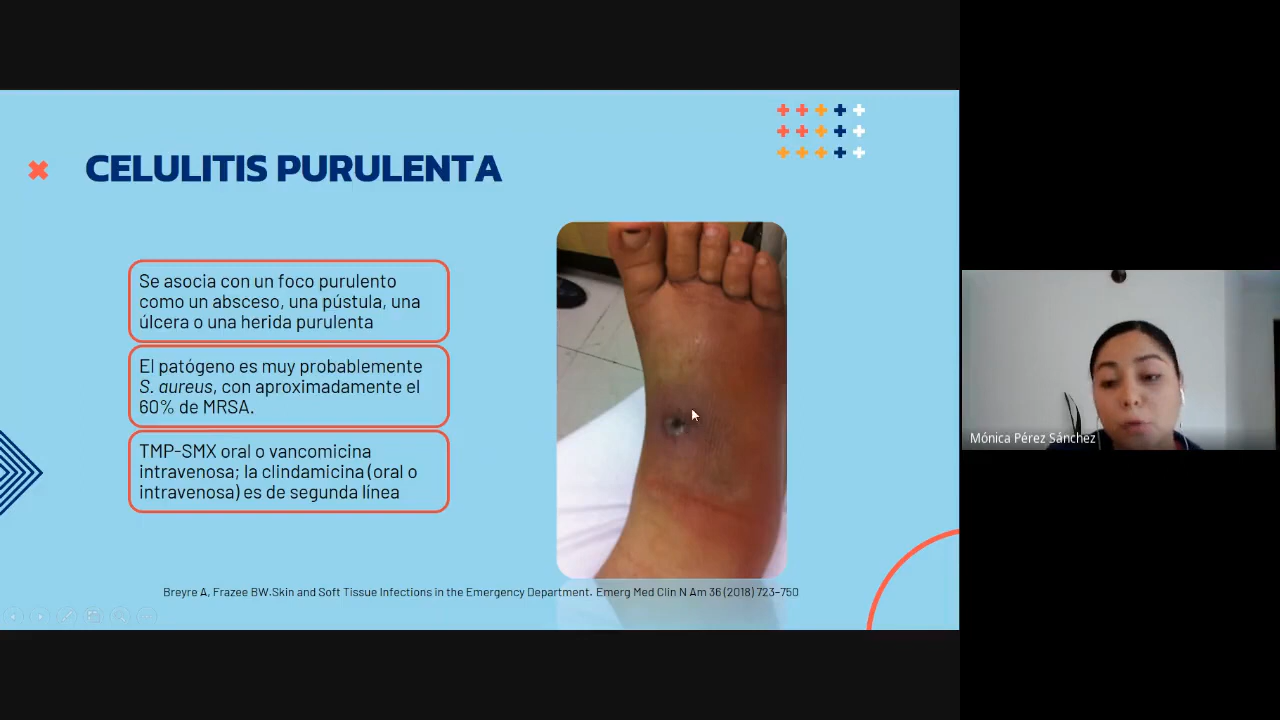 CELULITIS PURULENTA
Se asocia con un foco purulento
como un absceso, una pústula, una
úlcera o una herida purulenta
El patógeno es muy probablemente
S. aureus, con aproximadamente el
60% de MRSA.
TMP-SMX oral o vancomicina
intravenosa; la clindamicina (oral o
intravenosa) es de segunda línea
Breyre A, Frazee BW.Skin and Soft Tissue Infections in the Emergency Department. Emerg Med Clin N Am 36 (2018) 723–750
Mónica Pérez Sánchez